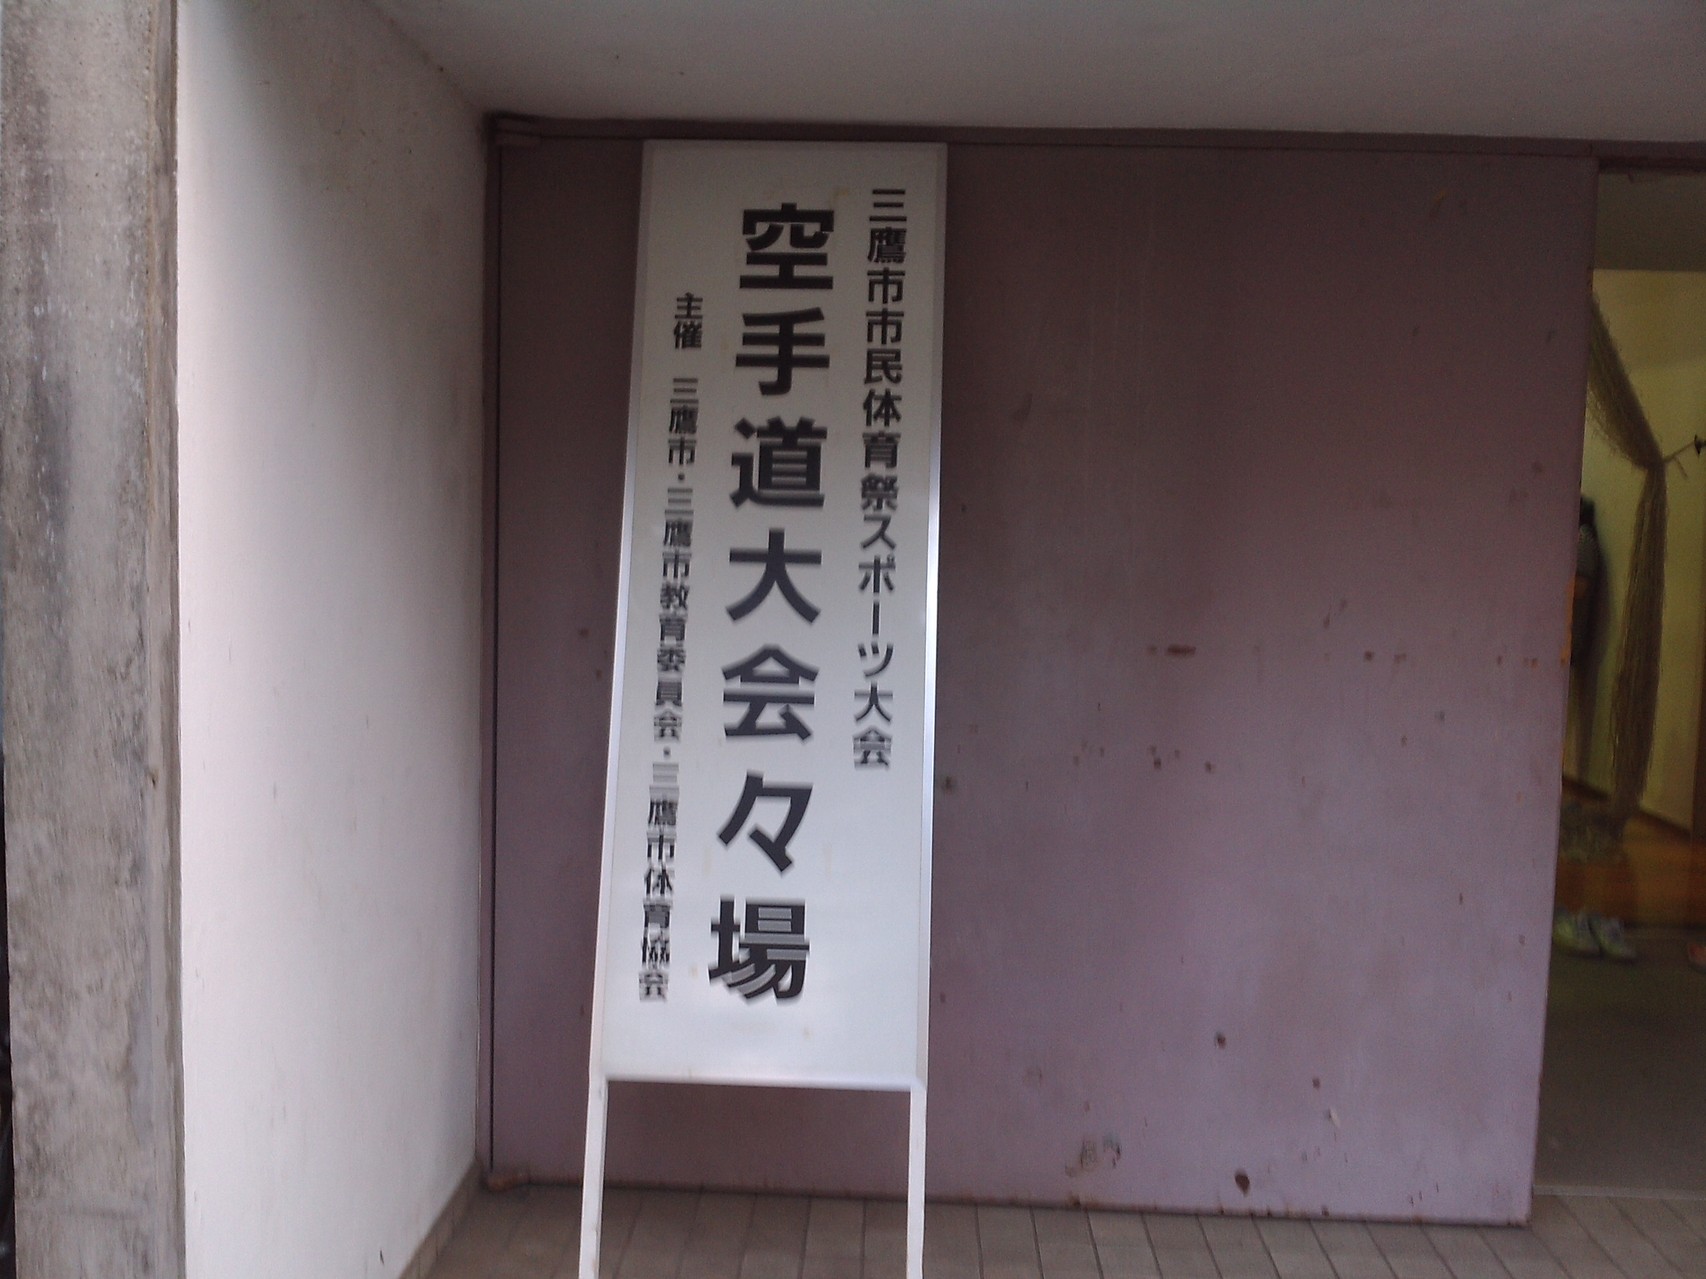 三鷹市市民体育祭スポーツ大会
空手道大会々場
主催 三鷹市・三鷹市教育委員会・三鷹市体育協会